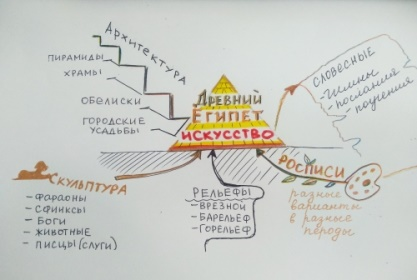 Архитектура
ПИРАМИДЫ
ХРАМЫ
ОБЕЛИСКИ
ГОРОДСКИЕ
УСАДЬБЫ
ДРЕВНИЙ
ЕГИПЕТ
ИСКУССТВО
СЛОВЕСНЫЕ
-гимны
-послания
поучения
СКУЛЬПТУРА
- ФАРАОНЫ
- СФИНКСЫ
- БОГИ
- ЖИВОТНЫЕ
- ПИСЦЫ (СЛУГИ)
РЕЛЬЕФЫ
- ВРЕЗНОЙ
- БАРЕЛЬЕФ
- ГОРЕЛЬЕФ
РОСПИСИ
разные
варианты
в разные
периоды